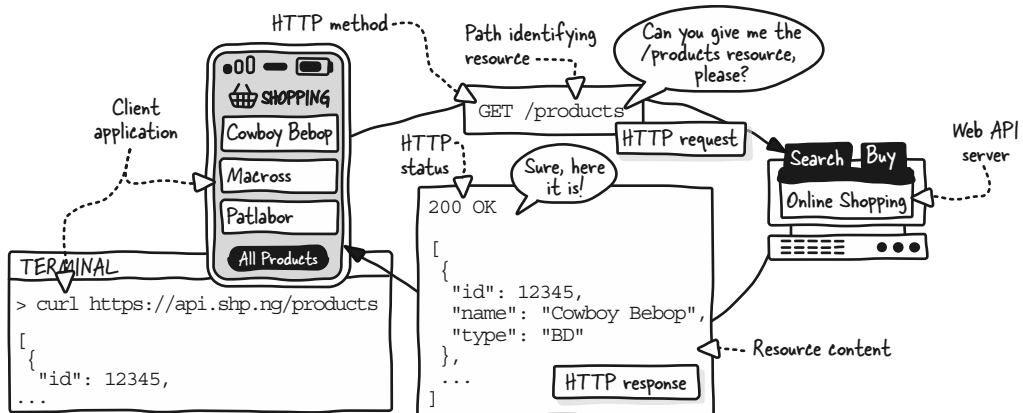 HTTP method
Path identifying
resource
Can you give me the
/products resource,
please?
SHOPPING
Cowboy Bebop
Macross
Patlabor
All Products
Client
application
GET /products
HTTP request
HTTP
status
Sure, here
it is!
Web API
server
Search
Buy
Online Shopping
TERMINAL
> curl https://api.shp.ng/products
[
{
"id": 12345,
...
200 OK
[
{
"id": 12345,
"name": "Cowboy Bebop",
"type": "BD"
},
...
]
HTTP response
Resource content